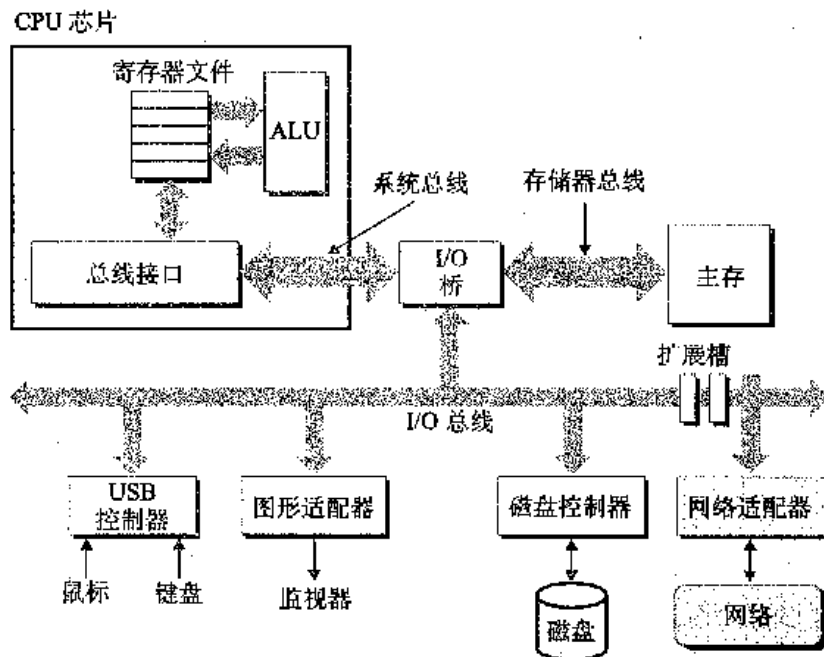 CPU 芯片
寄存器文件
ALU
系统总线
存储器总线
总线接口
I/O
桥
主存
扩展槽
I/O 总线
USB
控制器
图形适配器
磁盘控制器
网络适配器
鼠标
键盘
监视器
磁盘
网络